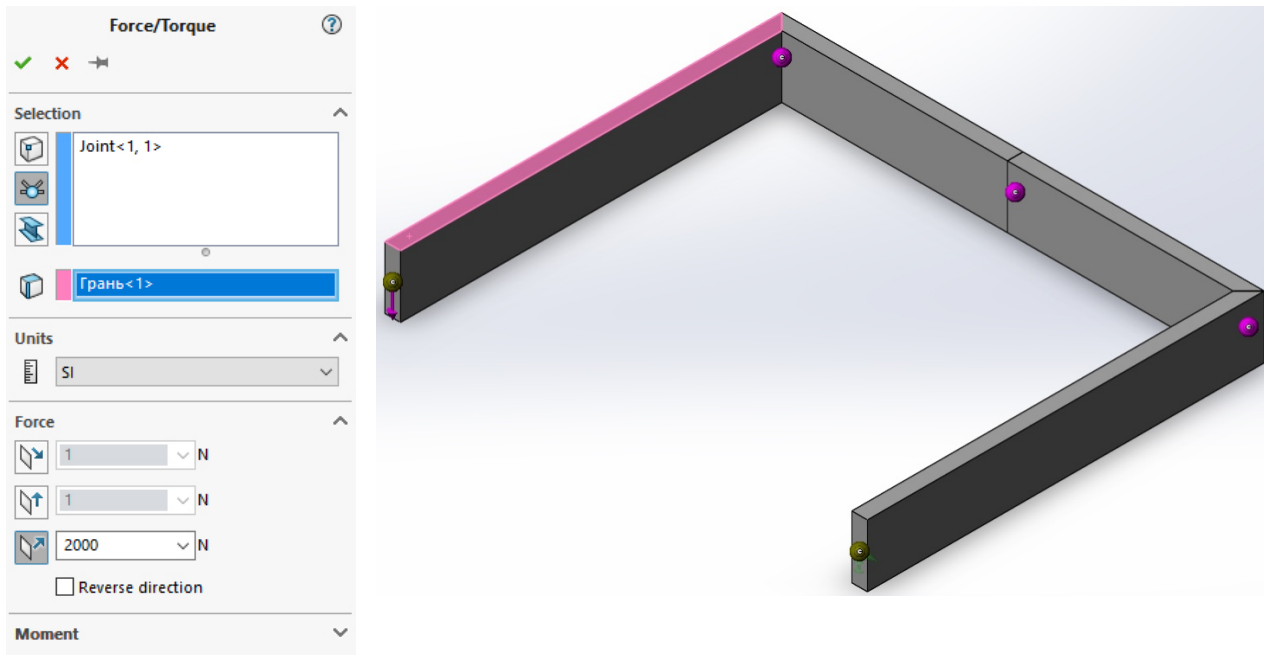 Force/Torque
Selection
Joint<1, 1>
Грань<1>
Units
SI
Force
1 N
1 N
2000 N
Reverse direction
Moment